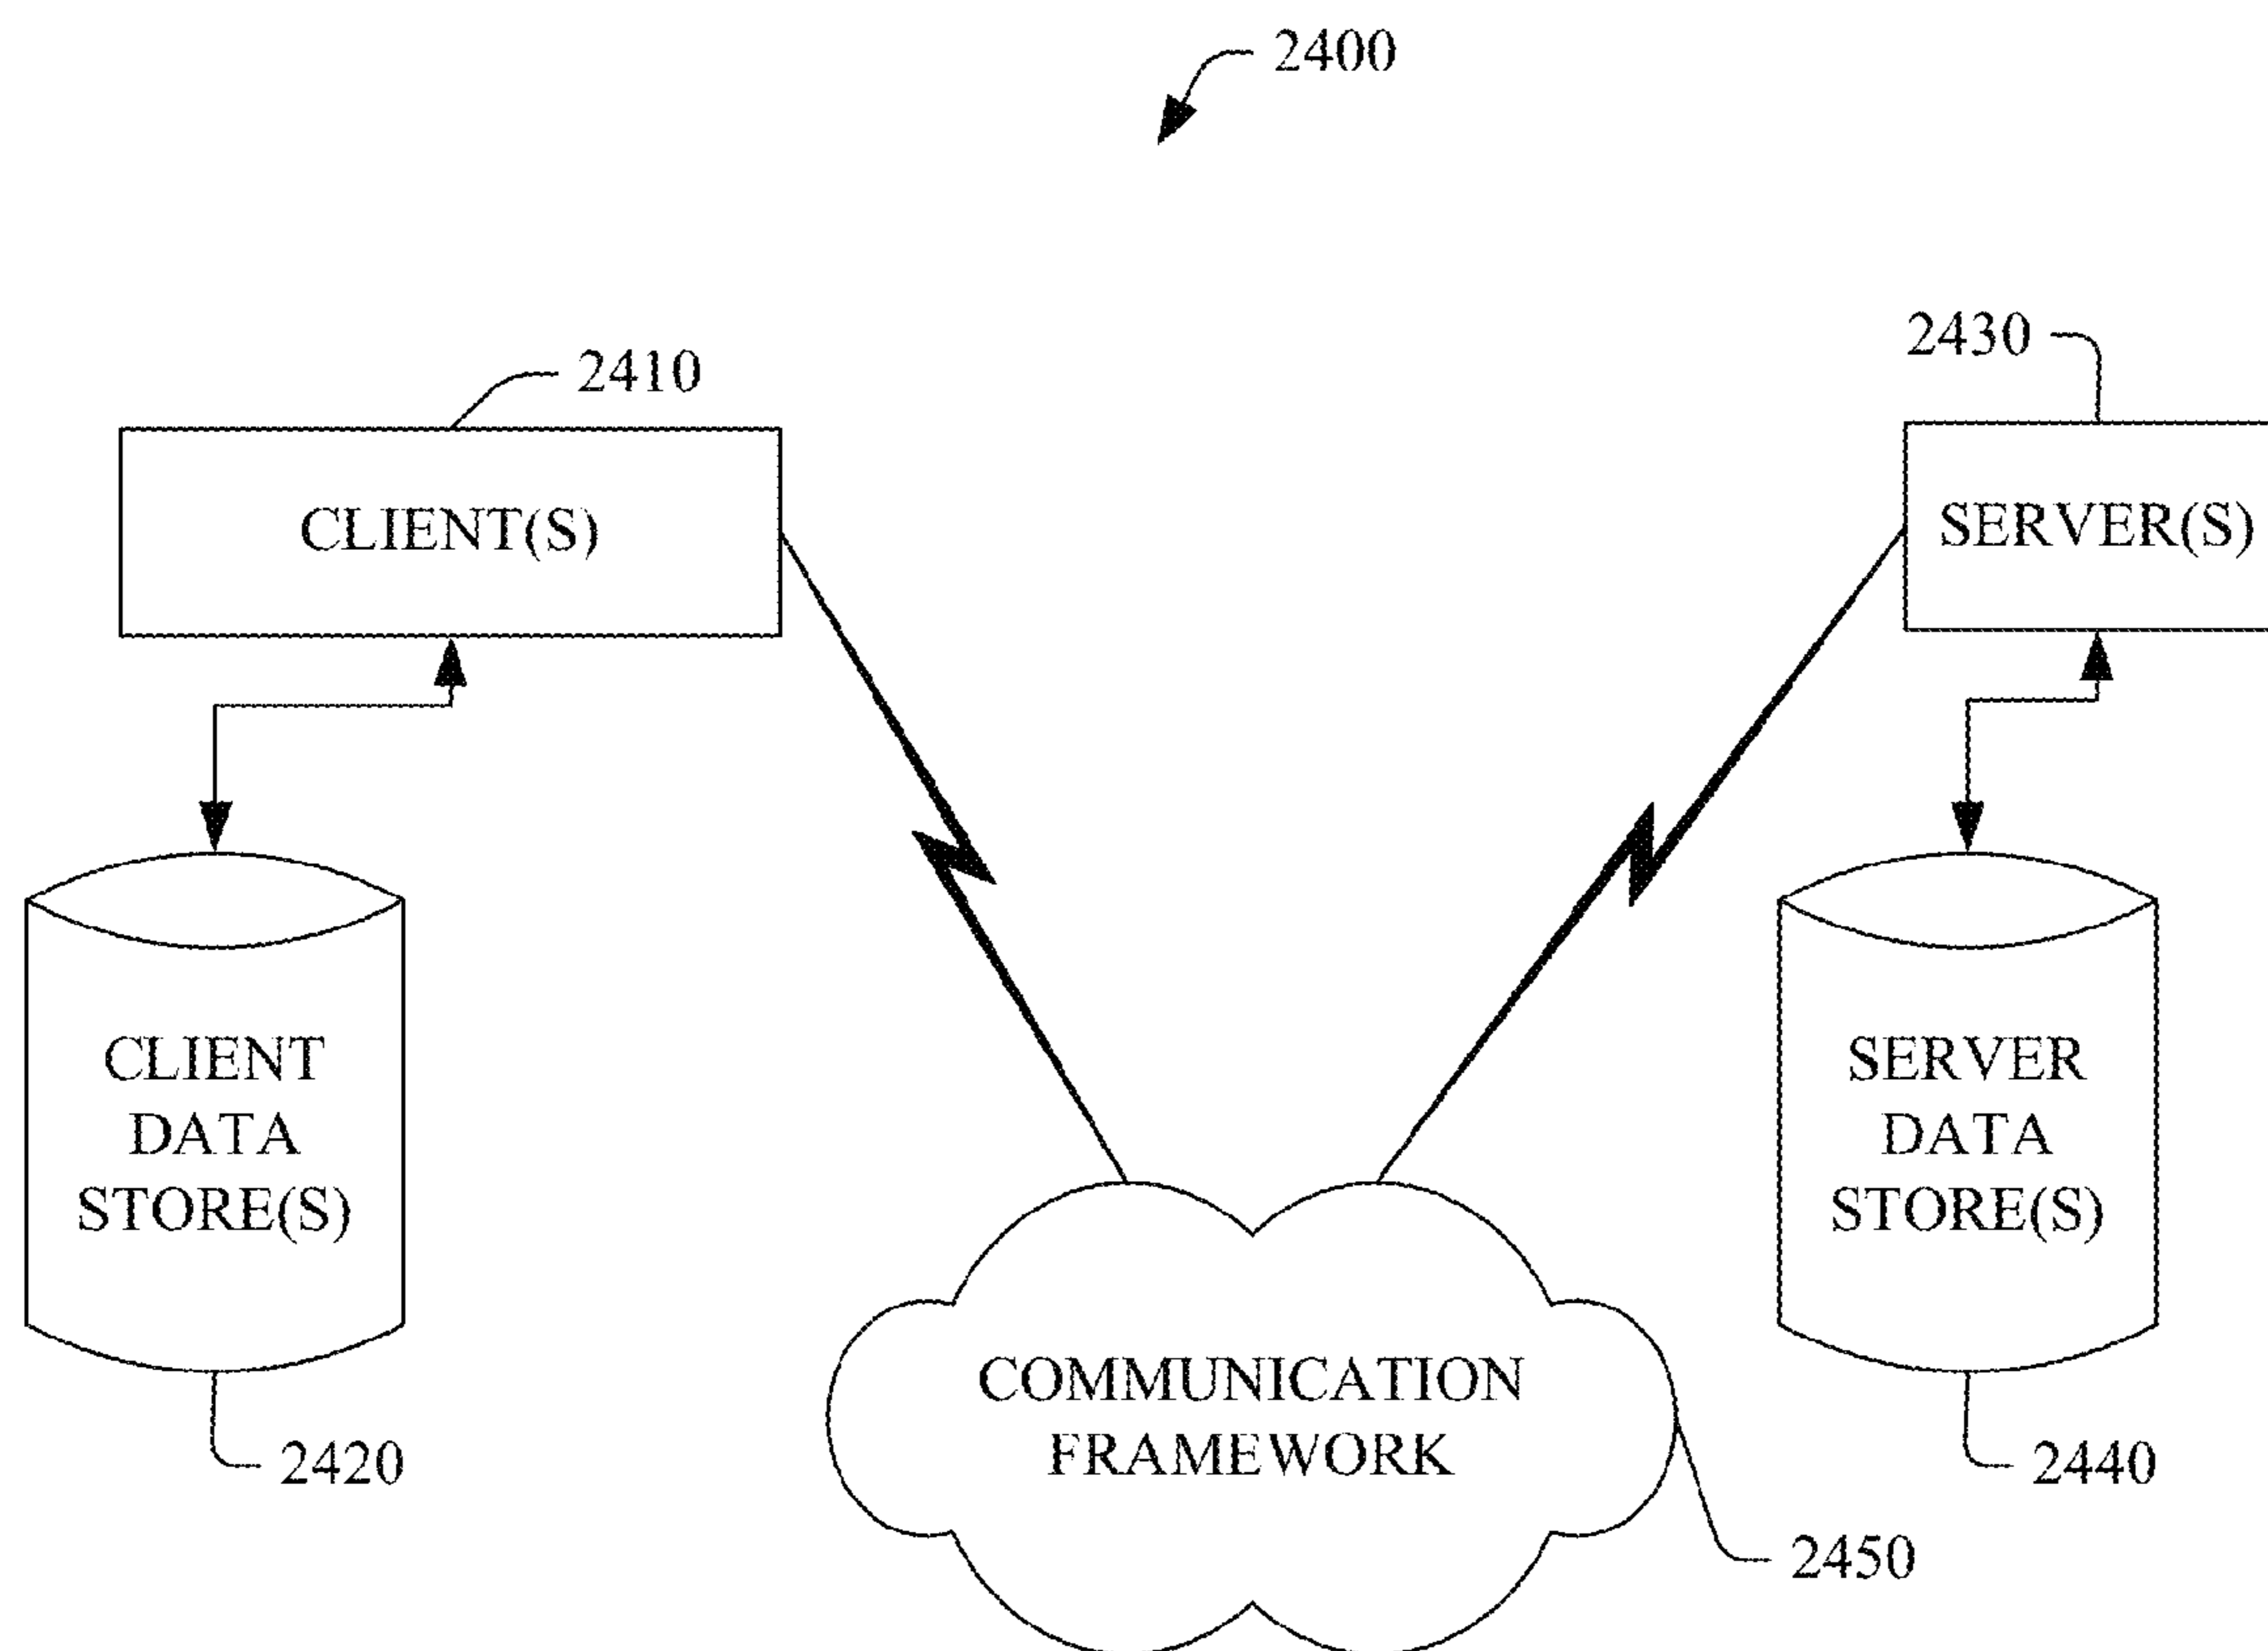 2400
2410
2430
CLIENT(S)
SERVER(S)
CLIENT
DATA
STORE(S)
SERVER
DATA
STORE(S)
COMMUNICATION
FRAMEWORK
2420
2440
2450